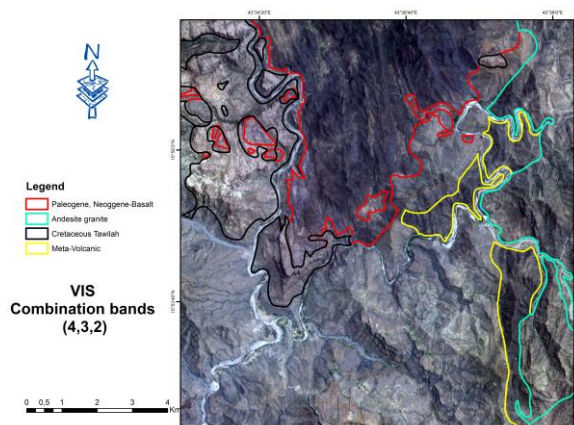 N
Legend
Paleogene, Neoggene-Basalt
Andesite granite
Cretaceous Tawilah
Meta-Volcanic
VIS
Combination bands
(4,3,2)
0 0,5 1 2 3 4
Km